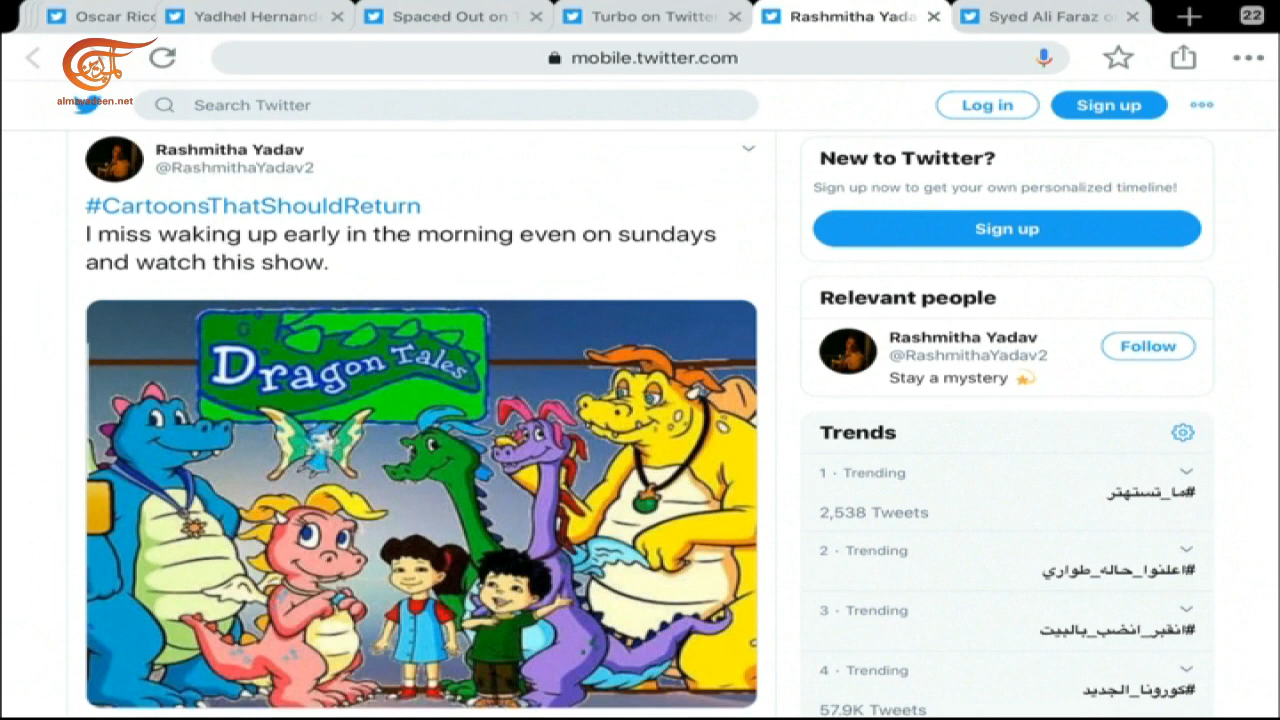 Oscar Ricc
Yadhel Hernand
Spaced Out on T
Turbo on Twitte
Rashmitha Yada
Syed Ali Faraz o
22
الميادين
almayadeen.net
mobile.twitter.com
Search Twitter
Log in
Sign up
Rashmitha Yadav
@RashmithaYadav2
#CartoonsThatShouldReturn
I miss waking up early in the morning even on sundays
and watch this show.
Dragon Tales
New to Twitter?
Sign up now to get your own personalized timeline!
Sign up
Relevant people
Rashmitha Yadav
@RashmithaYadav2
Follow
Stay a mystery
Trends
1 · Trending
#ما_تستهتر
2,538 Tweets
2 · Trending
#اعلنوا_حاله_طواري
3 · Trending
#انقبر_انضب_بالبيت
4 · Trending
#كورونا_الجديد
57.9K Tweets